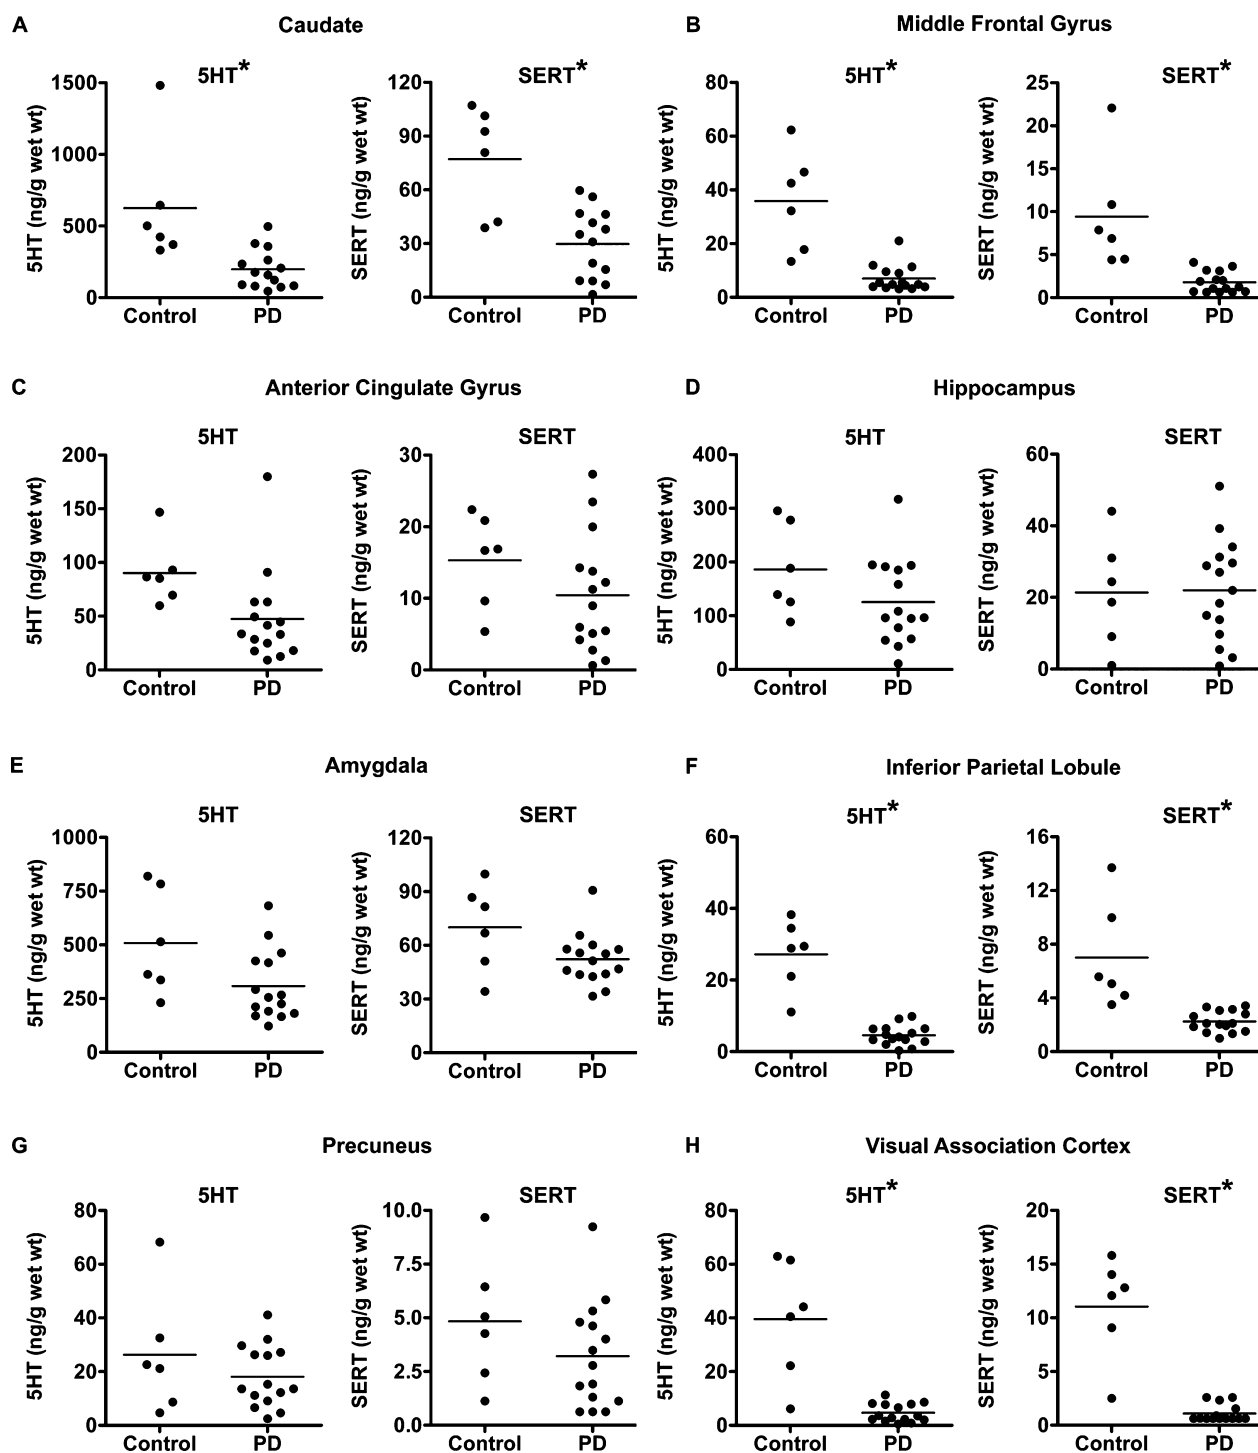 A Caudate
5HT*
5HT (ng/g wet wt)
1500
1000
500
0
Control PD
SERT*
SERT (ng/g wet wt)
120
90
60
30
0
Control PD
B Middle Frontal Gyrus
5HT*
5HT (ng/g wet wt)
80
60
40
20
0
Control PD
SERT*
SERT (ng/g wet wt)
25
20
15
10
5
0
Control PD
C Anterior Cingulate Gyrus
5HT
5HT (ng/g wet wt)
200
150
100
50
0
Control PD
SERT
SERT (ng/g wet wt)
30
20
10
0
Control PD
D Hippocampus
5HT
5HT (ng/g wet wt)
400
300
200
100
0
Control PD
SERT
SERT (ng/g wet wt)
60
40
20
0
Control PD
E Amygdala
5HT
5HT (ng/g wet wt)
1000
750
500
250
0
Control PD
SERT
SERT (ng/g wet wt)
120
90
60
30
0
Control PD
F Inferior Parietal Lobule
5HT*
5HT (ng/g wet wt)
60
40
20
0
Control PD
SERT*
SERT (ng/g wet wt)
16
12
8
4
0
Control PD
G Precuneus
5HT
5HT (ng/g wet wt)
80
60
40
20
0
Control PD
SERT
SERT (ng/g wet wt)
10.0
7.5
5.0
2.5
0.0
Control PD
H Visual Association Cortex
5HT*
5HT (ng/g wet wt)
80
60
40
20
0
Control PD
SERT*
SERT (ng/g wet wt)
20
15
10
5
0
Control PD